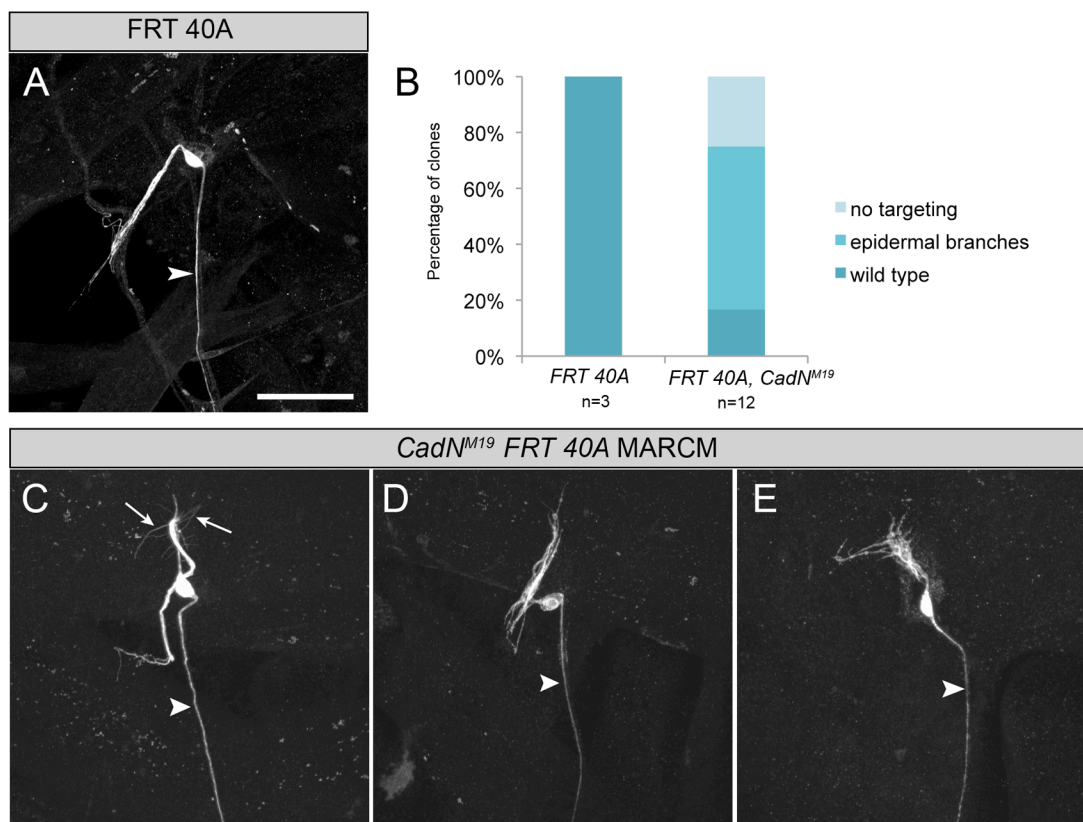 FRT 40A
A
B
100%
80%
60%
40%
20%
0%
Percentage of clones
FRT 40A
n=3
FRT 40A, CadN^M19
n=12
no targeting
epidermal branches
wild type
CadN^M19 FRT 40A MARCM
C
D
E